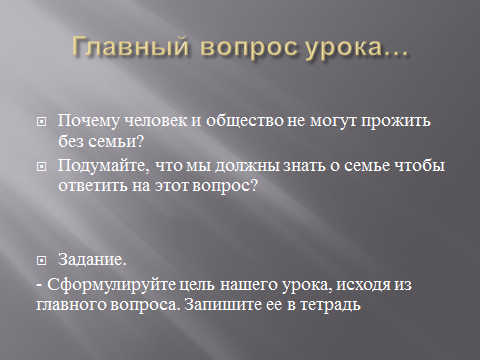 Главный вопрос урока…
Почему человек и общество не могут прожить
без семьи?
Подумайте, что мы должны знать о семье чтобы
ответить на этот вопрос?
Задание.
- Сформулируйте цель нашего урока, исходя из
главного вопроса. Запишите ее в тетрадь